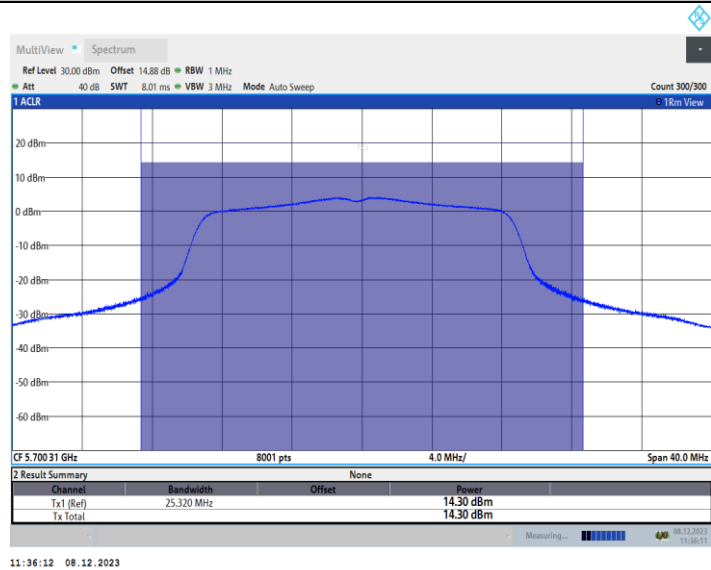 R S
MultiView Spectrum
Ref Level 30.00 dBm Offset 14.88 dB RBW 1 MHz
Att 40 dB SWT 8.01 ms VBW 3 MHz Mode Auto Sweep Count 300/300
1 ACLR 1Rm View
20 dBm
10 dBm
0 dBm
-10 dBm
-20 dBm
-30 dBm
-40 dBm
-50 dBm
-60 dBm
CF 5.700 31 GHz 8001 pts 4.0 MHz/ Span 40.0 MHz
2 Result Summary None
Channel Bandwidth Offset Power
Tx1 (Ref) 25.320 MHz 14.30 dBm
Tx Total 14.30 dBm
Measuring... 08.12.2023
11:36:11
11:36:12 08.12.2023